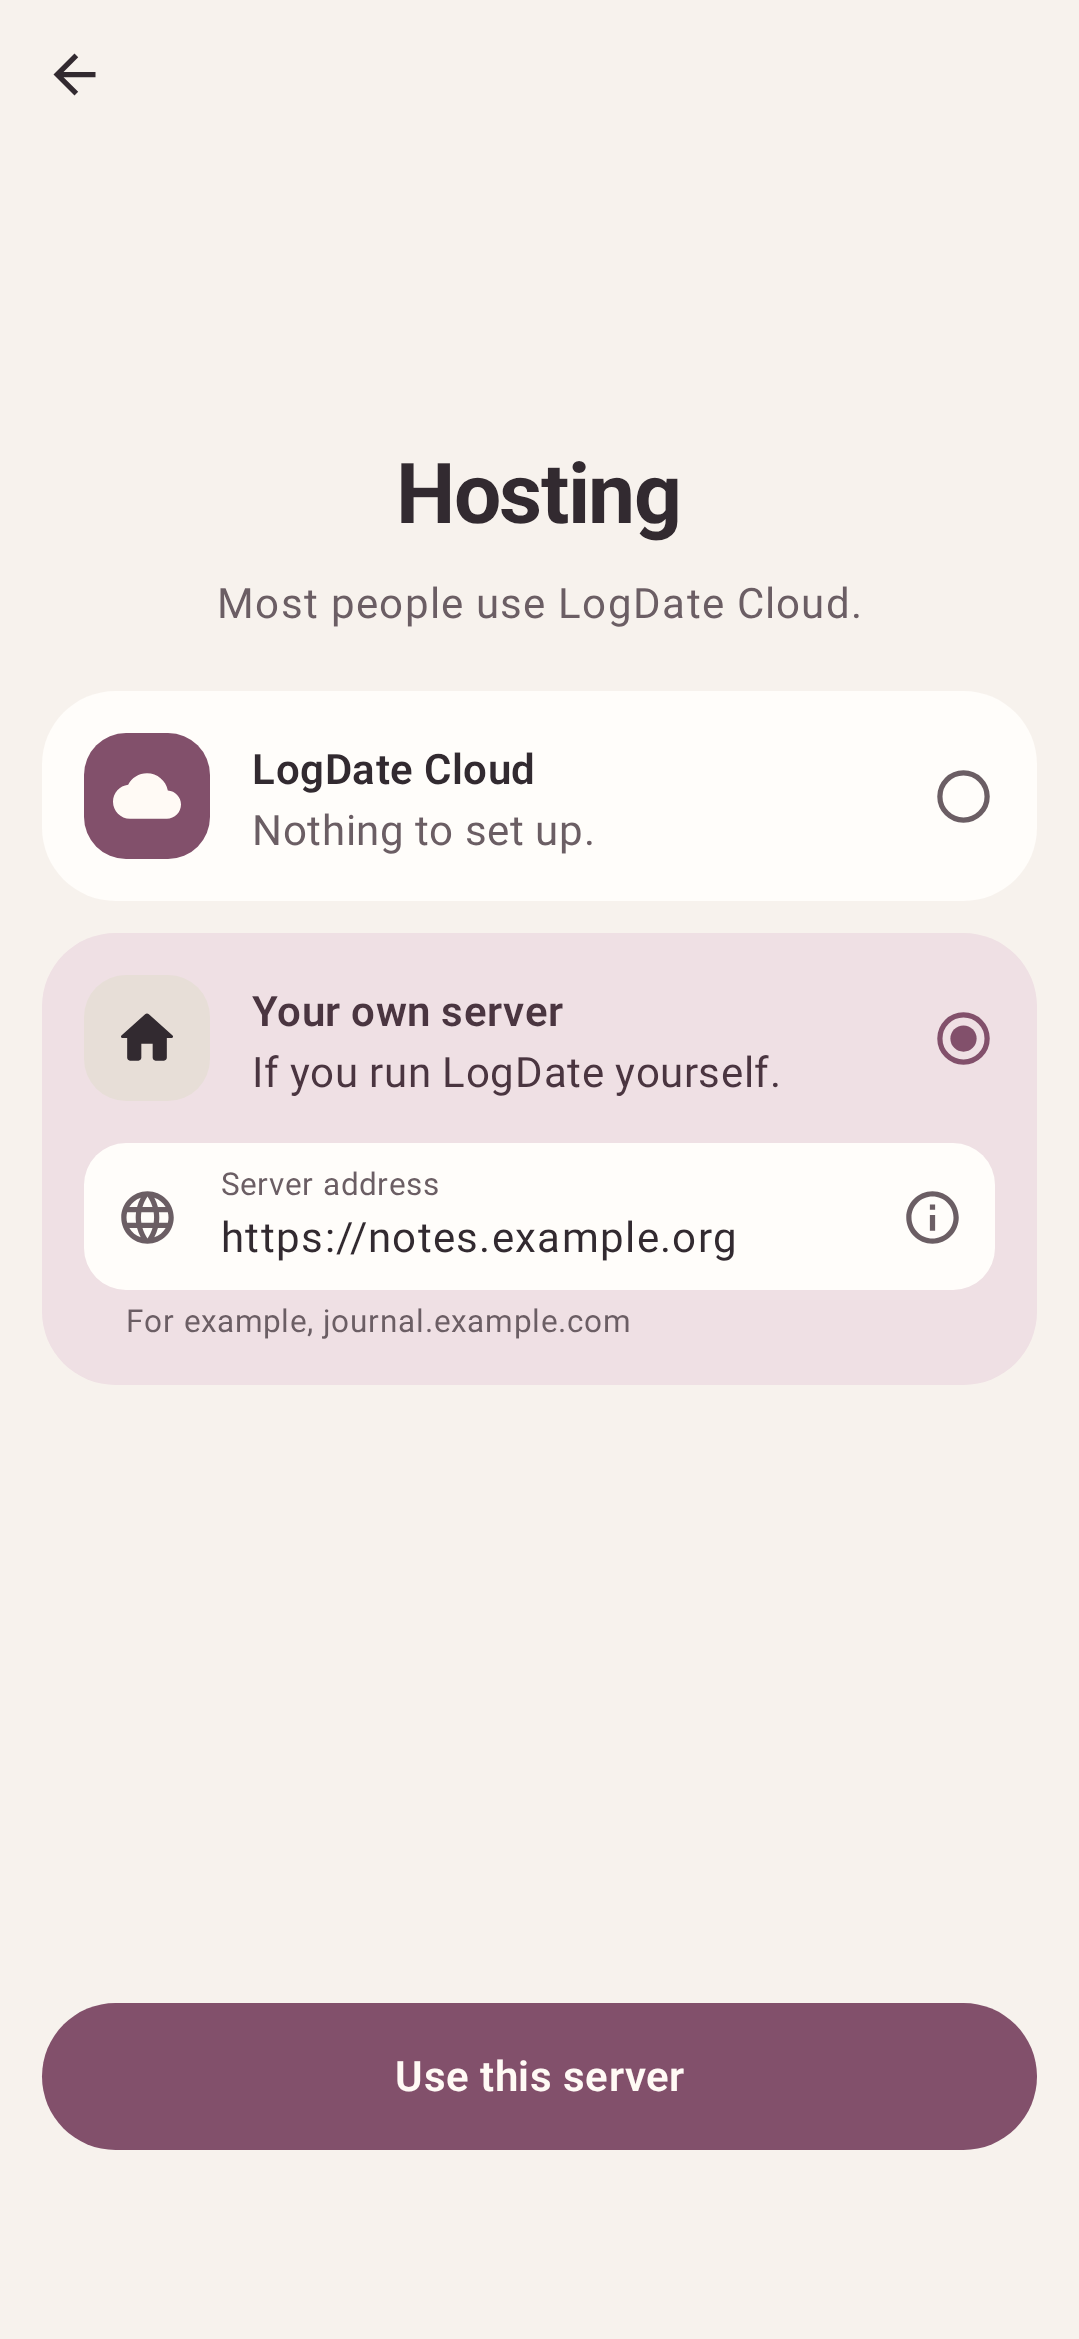 Hosting
Most people use LogDate Cloud.
LogDate Cloud
Nothing to set up.
Your own server
If you run LogDate yourself.
Server address
https://notes.example.org
For example, journal.example.com
Use this server